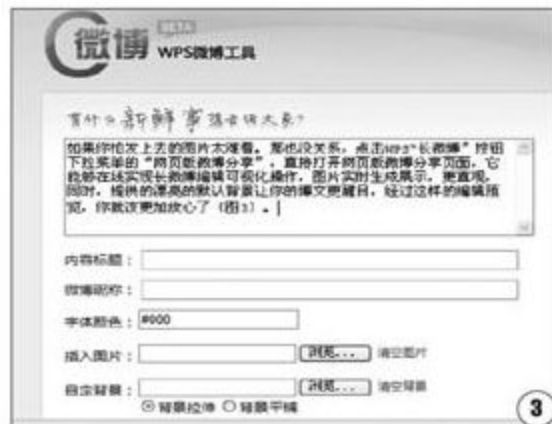 微博 BETA
WPS微博工具
有什么新鲜事想告诉大家?
如果你怕发上去的图片太难看。那也没关系，点击WPS“长微博”按钮
下拉菜单的“网页版微博分享”，直接打开网页版微博分享页面，它
能够在线实现长微博编辑可视化操作，图片实时生成展示，更直观。
同时，提供的漂亮的默认背景让你的博文更醒目，经过这样的编辑预
览，你就该更加放心了（图3）。
内容标题：
微博昵称：
字体颜色： #000
插入图片： 浏览... 清空图片
自定背景： 浏览... 清空背景
背景拉伸 背景平铺
3